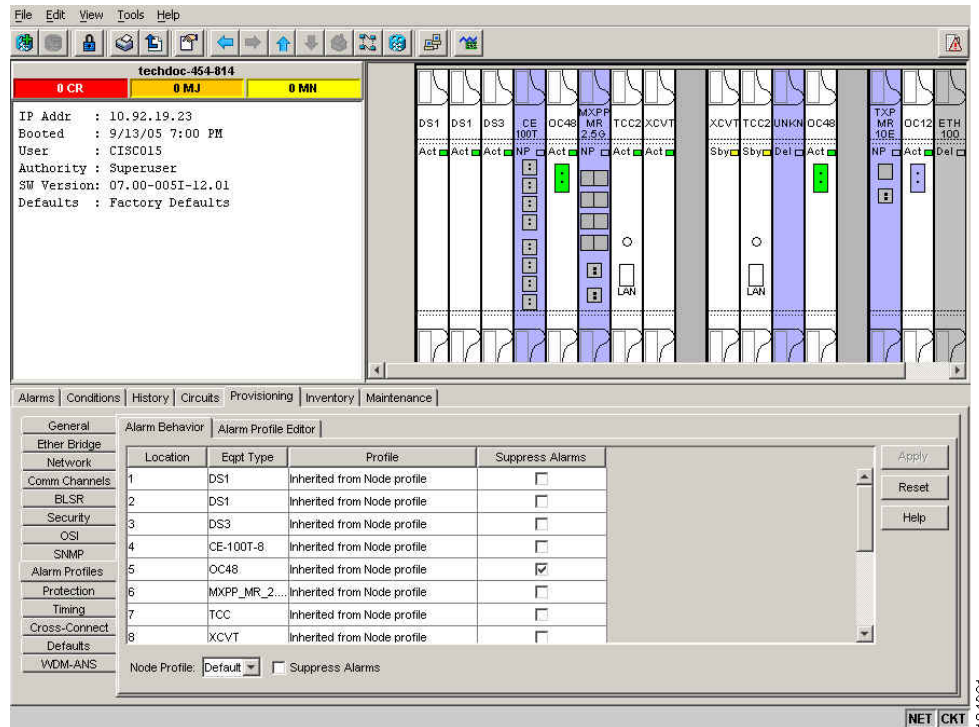 File Edit View Tools Help
techdoc-454-814
0 CR 0 MJ 0 MN
IP Addr : 10.92.19.23
Booted : 9/13/05 7:00 PM
User : CISCO15
Authority : Superuser
SW Version: 07.00-005I-12.01
Defaults : Factory Defaults
DS1 DS1 DS3 CE 100T OC48 MXPP MR 2.5G TCC2 XCVT XCVT TCC2 UNKN OC48 TXP MR 10E OC12 ETH 100
Act Act Act NP Act NP Act Act Sby Sby Del Act NP Act Del
LAN LAN
Alarms Conditions History Circuits Provisioning Inventory Maintenance
General
Ether Bridge
Network
Comm Channels
BLSR
Security
OSI
SNMP
Alarm Profiles
Protection
Timing
Cross-Connect
Defaults
WDM-ANS
Alarm Behavior Alarm Profile Editor
Location Eqpt Type Profile Suppress Alarms
1 DS1 Inherited from Node profile
2 DS1 Inherited from Node profile
3 DS3 Inherited from Node profile
4 CE-100T-8 Inherited from Node profile
5 OC48 Inherited from Node profile
6 MXPP_MR_2.... Inherited from Node profile
7 TCC Inherited from Node profile
8 XCVT Inherited from Node profile
Node Profile: Default Suppress Alarms
Apply
Reset
Help
NET CKT